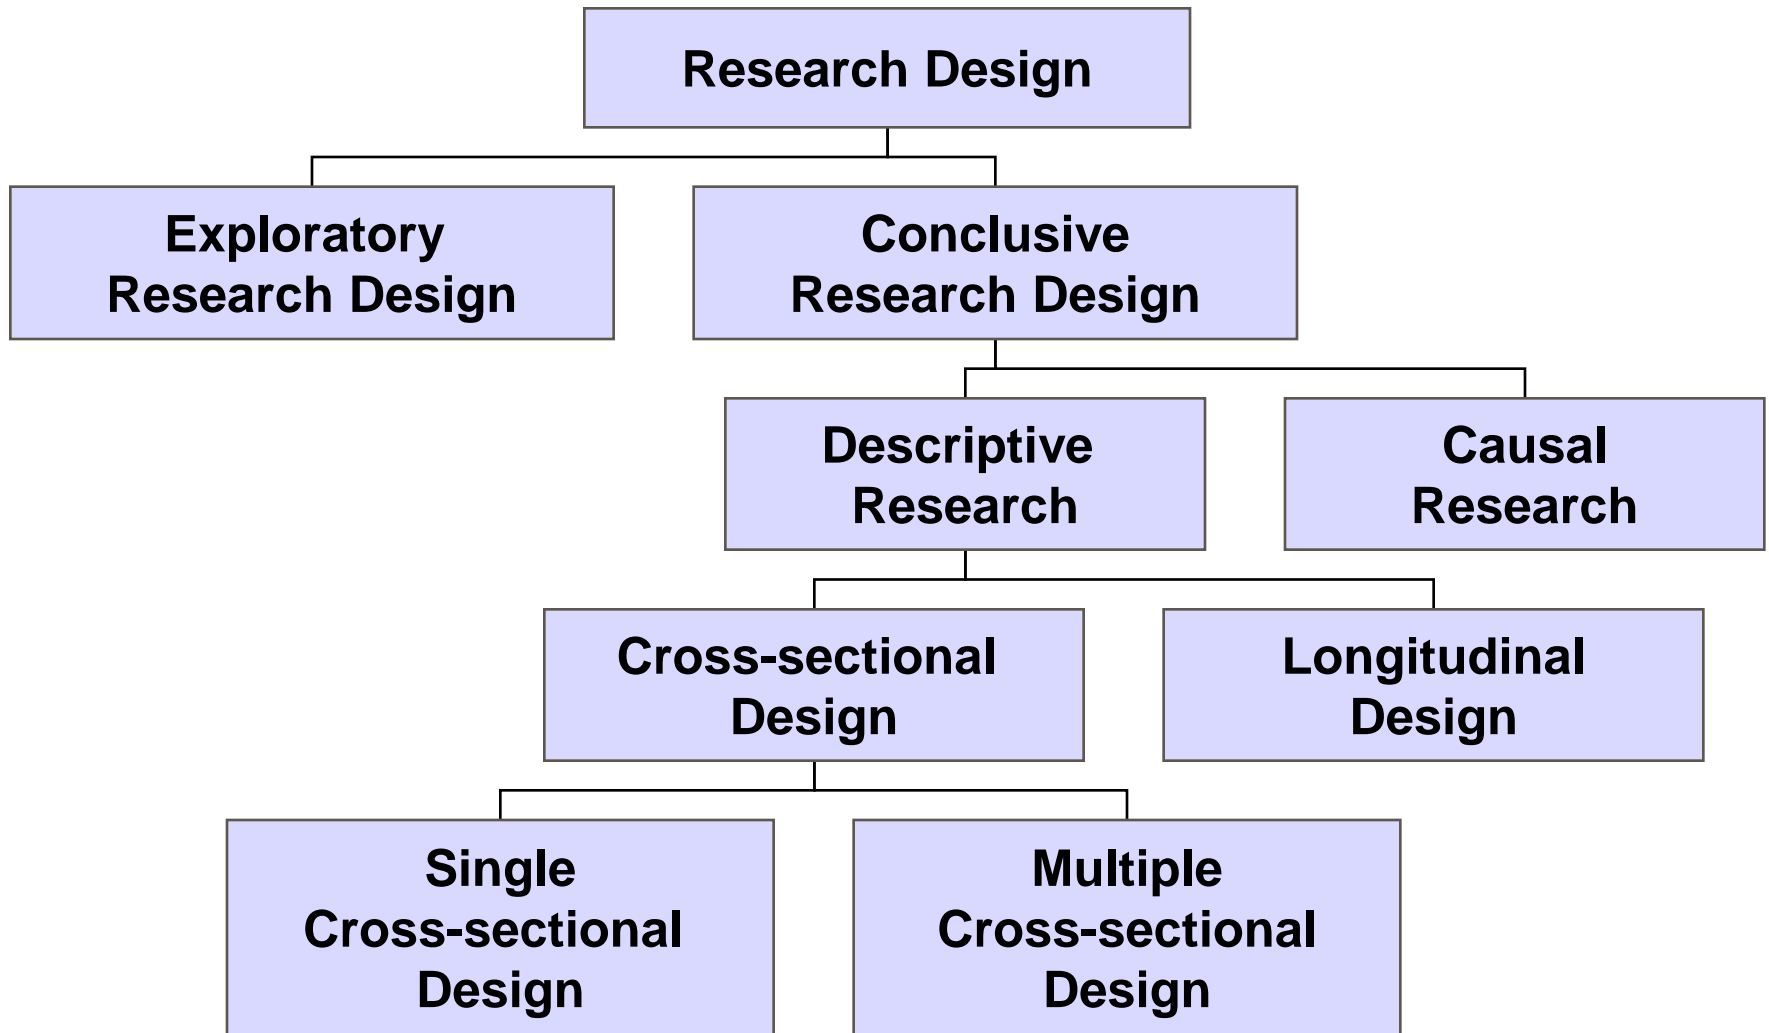 Research Design
Exploratory
Research Design
Conclusive
Research Design
Descriptive
Research
Causal
Research
Cross-sectional
Design
Longitudinal
Design
Single
Cross-sectional
Design
Multiple
Cross-sectional
Design